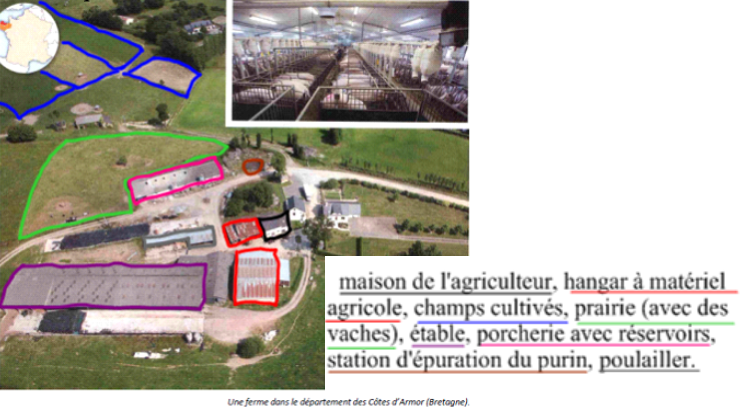 maison de l'agriculteur, hangar à matériel
agricole, champs cultivés, prairie (avec des
vaches), étable, porcherie avec réservoirs,
station d'épuration du purin, poulailler.
Une ferme dans le département des Côtes d'Armor (Bretagne).